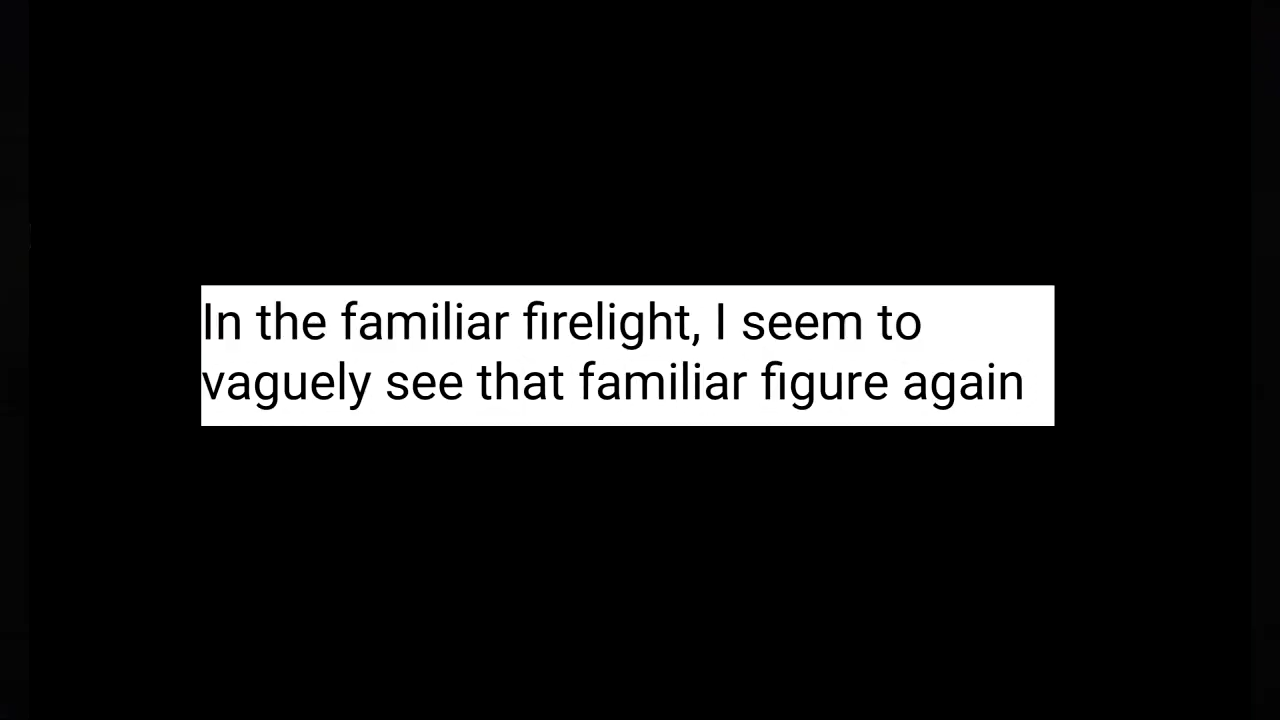 In the familiar firelight, I seem to
vaguely see that familiar figure again